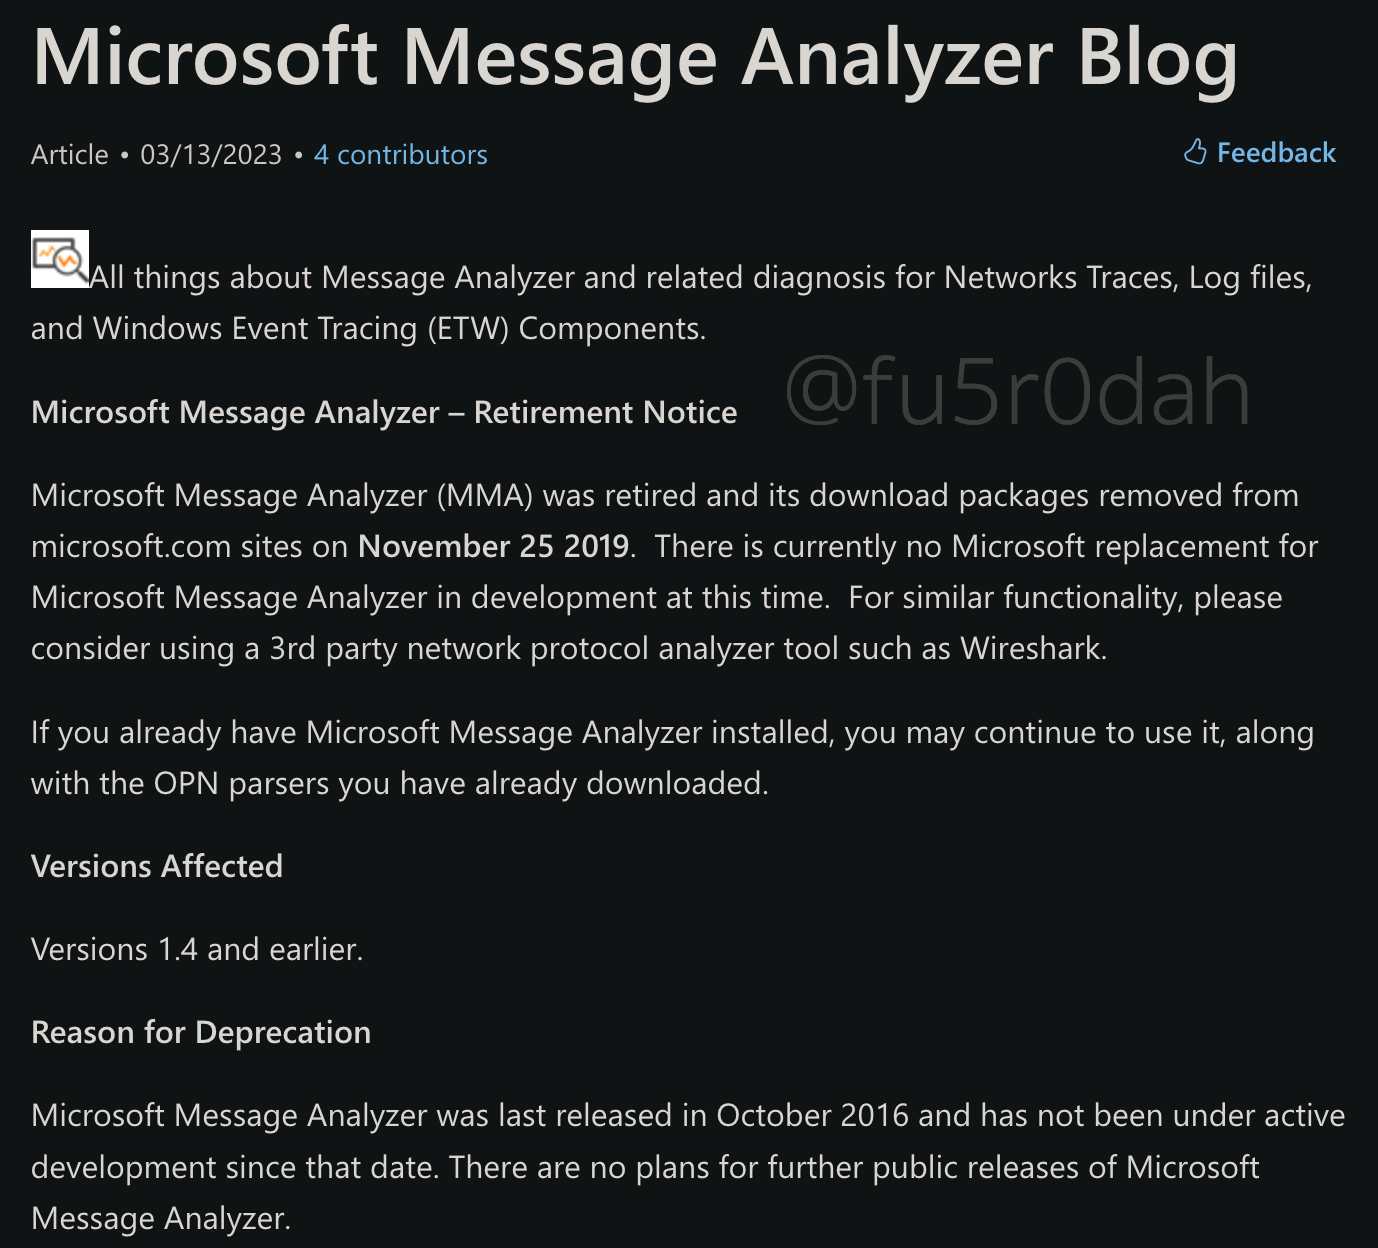 Microsoft Message Analyzer Blog
Article • 03/13/2023 • 4 contributors
Feedback
All things about Message Analyzer and related diagnosis for Networks Traces, Log files,
and Windows Event Tracing (ETW) Components.
@fu5r0dah
Microsoft Message Analyzer – Retirement Notice
Microsoft Message Analyzer (MMA) was retired and its download packages removed from
microsoft.com sites on November 25 2019.  There is currently no Microsoft replacement for
Microsoft Message Analyzer in development at this time.  For similar functionality, please
consider using a 3rd party network protocol analyzer tool such as Wireshark.
If you already have Microsoft Message Analyzer installed, you may continue to use it, along
with the OPN parsers you have already downloaded.
Versions Affected
Versions 1.4 and earlier.
Reason for Deprecation
Microsoft Message Analyzer was last released in October 2016 and has not been under active
development since that date. There are no plans for further public releases of Microsoft
Message Analyzer.